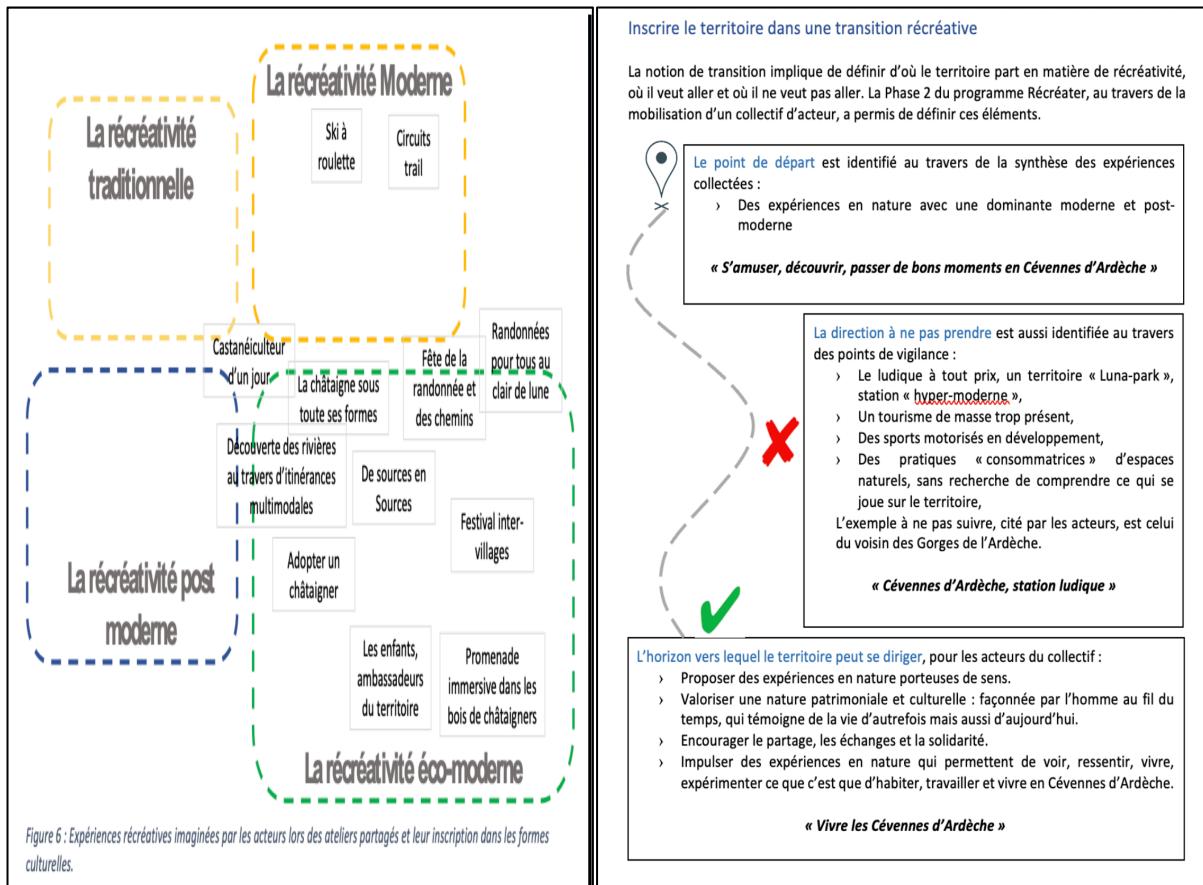 La récréativité Moderne
La récréativité
traditionnelle
Ski à
roulette
Circuits
trail
Castanéiculteur
d'un jour
La châtaigne sous
toute ses formes
Fête de la
randonnée et
des chemins
Randonnées
pour tous au
clair de lune
Découverte des rivières
au travers d'itinérances
multimodales
De sources en
Sources
Festival inter-
villages
Adopter un
châtaigner
La récréativité post
moderne
Les enfants,
ambassadeurs
du territoire
Promenade
immersive dans les
bois de châtaigners
La récréativité éco-moderne
Figure 6 : Expériences récréatives imaginées par les acteurs lors des ateliers partagés et leur inscription dans les formes
culturelles.
Inscrire le territoire dans une transition récréative
La notion de transition implique de définir d'où le territoire part en matière de récréativité,
où il veut aller et où il ne veut pas aller. La Phase 2 du programme Récréater, au travers de la
mobilisation d'un collectif d'acteur, a permis de définir ces éléments.
Le point de départ est identifié au travers de la synthèse des expériences
collectées :
› Des expériences en nature avec une dominante moderne et post-
moderne
« S'amuser, découvrir, passer de bons moments en Cévennes d'Ardèche »
La direction à ne pas prendre est aussi identifiée au travers
des points de vigilance :
› Le ludique à tout prix, un territoire « Luna-park »,
station « hyper-moderne »,
› Un tourisme de masse trop présent,
› Des sports motorisés en développement,
› Des pratiques « consommatrices » d'espaces
naturels, sans recherche de comprendre ce qui se
joue sur le territoire,
L'exemple à ne pas suivre, cité par les acteurs, est celui
du voisin des Gorges de l'Ardèche.
« Cévennes d'Ardèche, station ludique »
L'horizon vers lequel le territoire peut se diriger, pour les acteurs du collectif :
› Proposer des expériences en nature porteuses de sens.
› Valoriser une nature patrimoniale et culturelle : façonnée par l'homme au fil du
temps, qui témoigne de la vie d'autrefois mais aussi d'aujourd'hui.
› Encourager le partage, les échanges et la solidarité.
› Impulser des expériences en nature qui permettent de voir, ressentir, vivre,
expérimenter ce que c'est que d'habiter, travailler et vivre en Cévennes d'Ardèche.
« Vivre les Cévennes d'Ardèche »